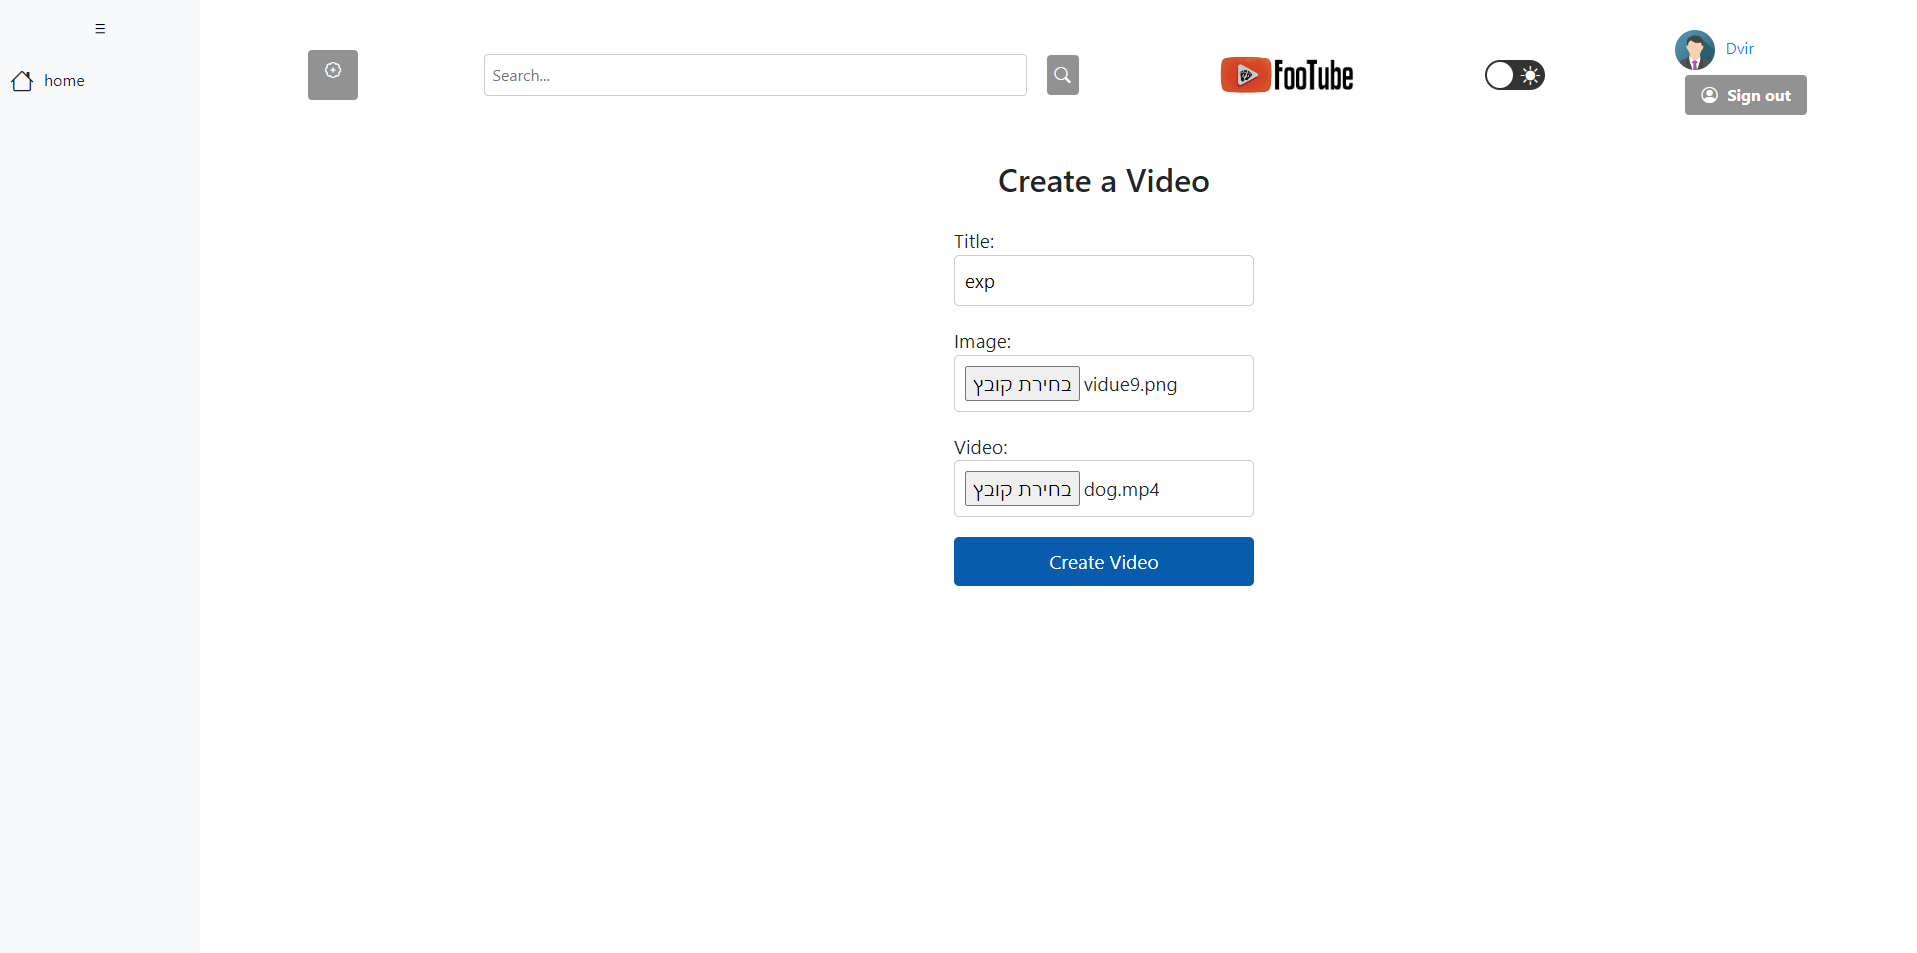 ☰
home
Search...
FooTube
Dvir
Sign out
Create a Video
Title:
exp
Image:
בחירת קובץ vidue9.png
Video:
בחירת קובץ dog.mp4
Create Video